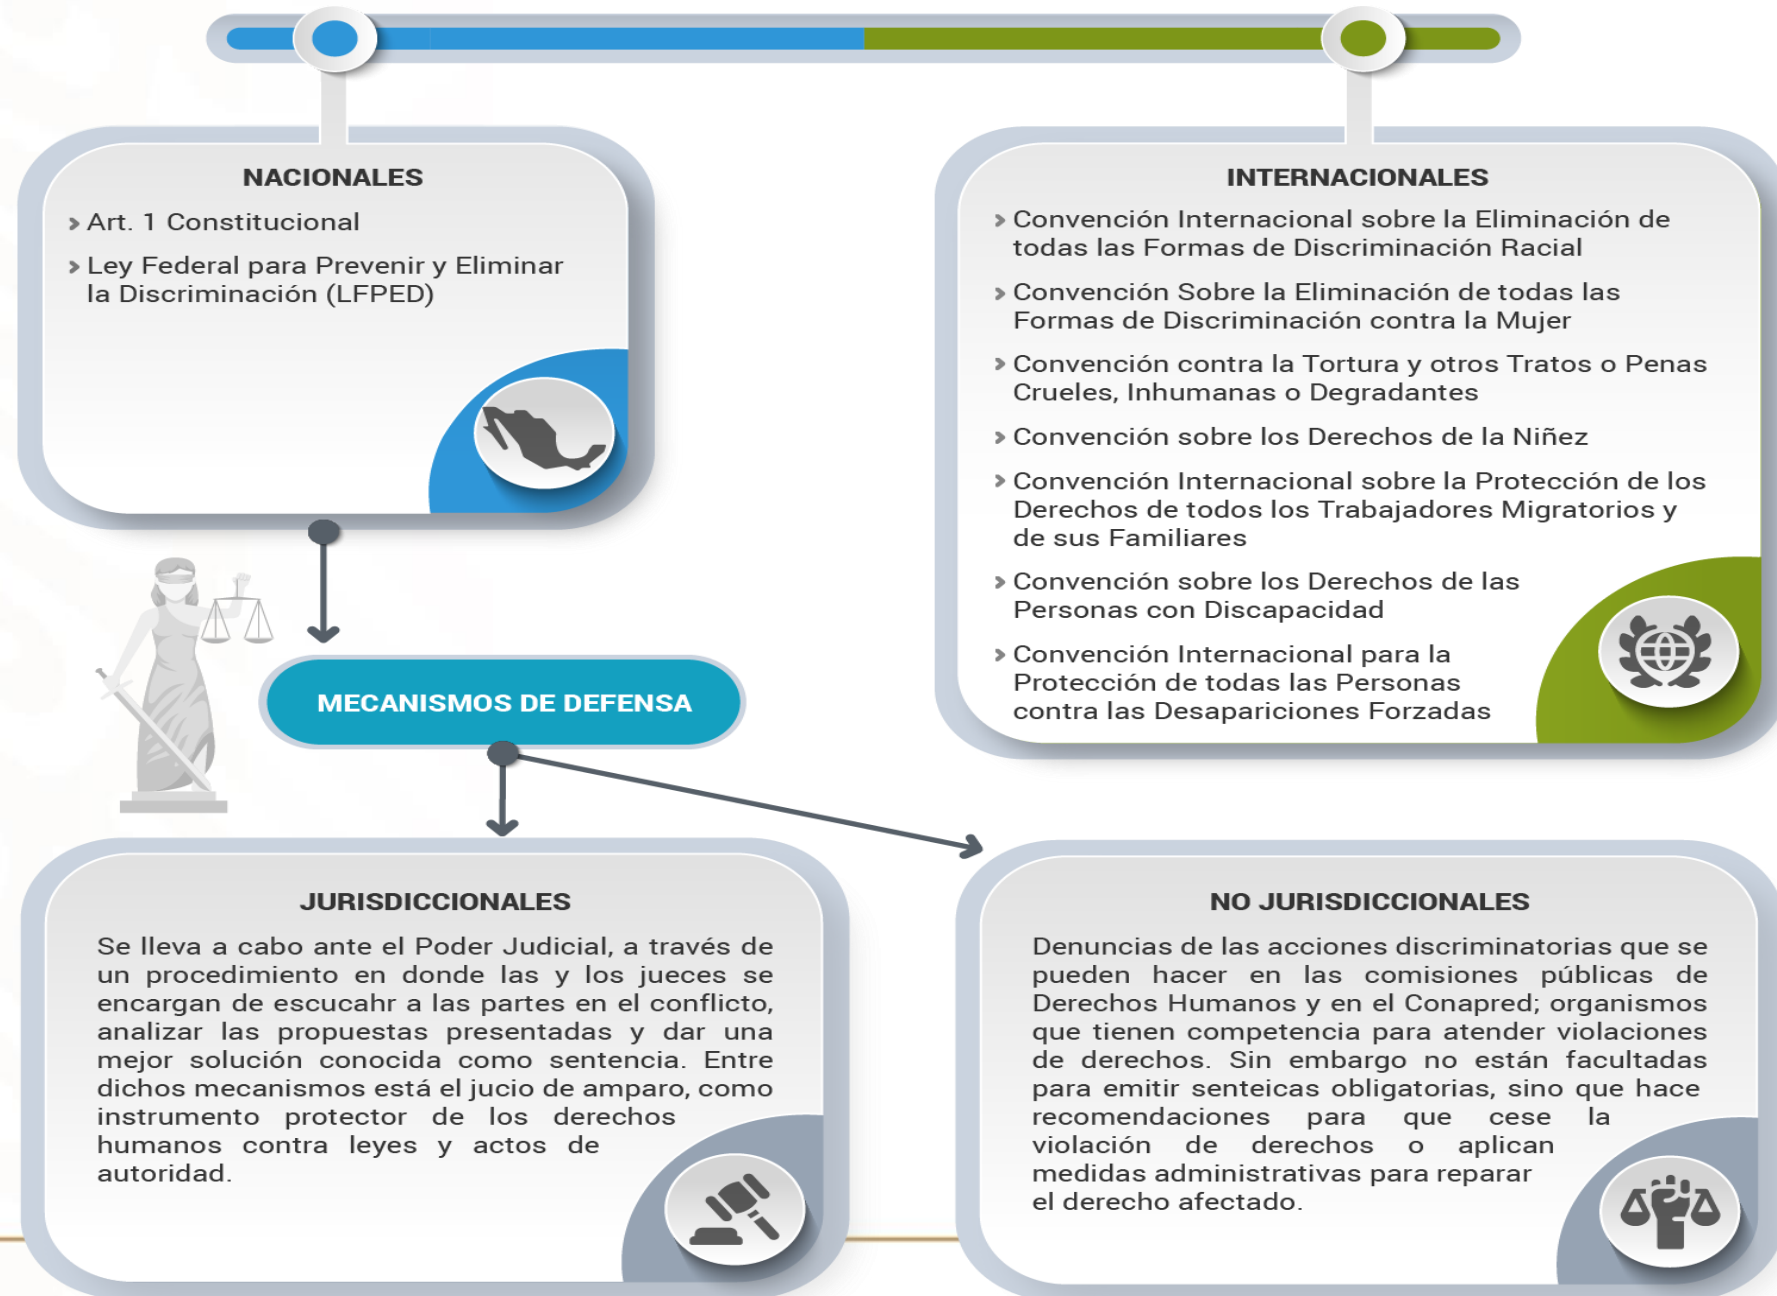 NACIONALES
Art. 1 Constitucional
Ley Federal para Prevenir y Eliminar
la Discriminación (LFPED)
INTERNACIONALES
Convención Internacional sobre la Eliminación de
todas las Formas de Discriminación Racial
Convención Sobre la Eliminación de todas las
Formas de Discriminación contra la Mujer
Convención contra la Tortura y otros Tratos o Penas
Crueles, Inhumanas o Degradantes
Convención sobre los Derechos de la Niñez
Convención Internacional sobre la Protección de los
Derechos de todos los Trabajadores Migratorios y
de sus Familiares
Convención sobre los Derechos de las
Personas con Discapacidad
Convención Internacional para la
Protección de todas las Personas
contra las Desapariciones Forzadas
MECANISMOS DE DEFENSA
JURISDICCIONALES
Se lleva a cabo ante el Poder Judicial, a través de
un procedimiento en donde las y los jueces se
encargan de escucahr a las partes en el conflicto,
analizar las propuestas presentadas y dar una
mejor solución conocida como sentencia. Entre
dichos mecanismos está el jucio de amparo, como
instrumento protector de los derechos
humanos contra leyes y actos de
autoridad.
NO JURISDICCIONALES
Denuncias de las acciones discriminatorias que se
pueden hacer en las comisiones públicas de
Derechos Humanos y en el Conapred; organismos
que tienen competencia para atender violaciones
de derechos. Sin embargo no están facultadas
para emitir senteicas obligatorias, sino que hace
recomendaciones para que cese la
violación de derechos o aplican
medidas administrativas para reparar
el derecho afectado.